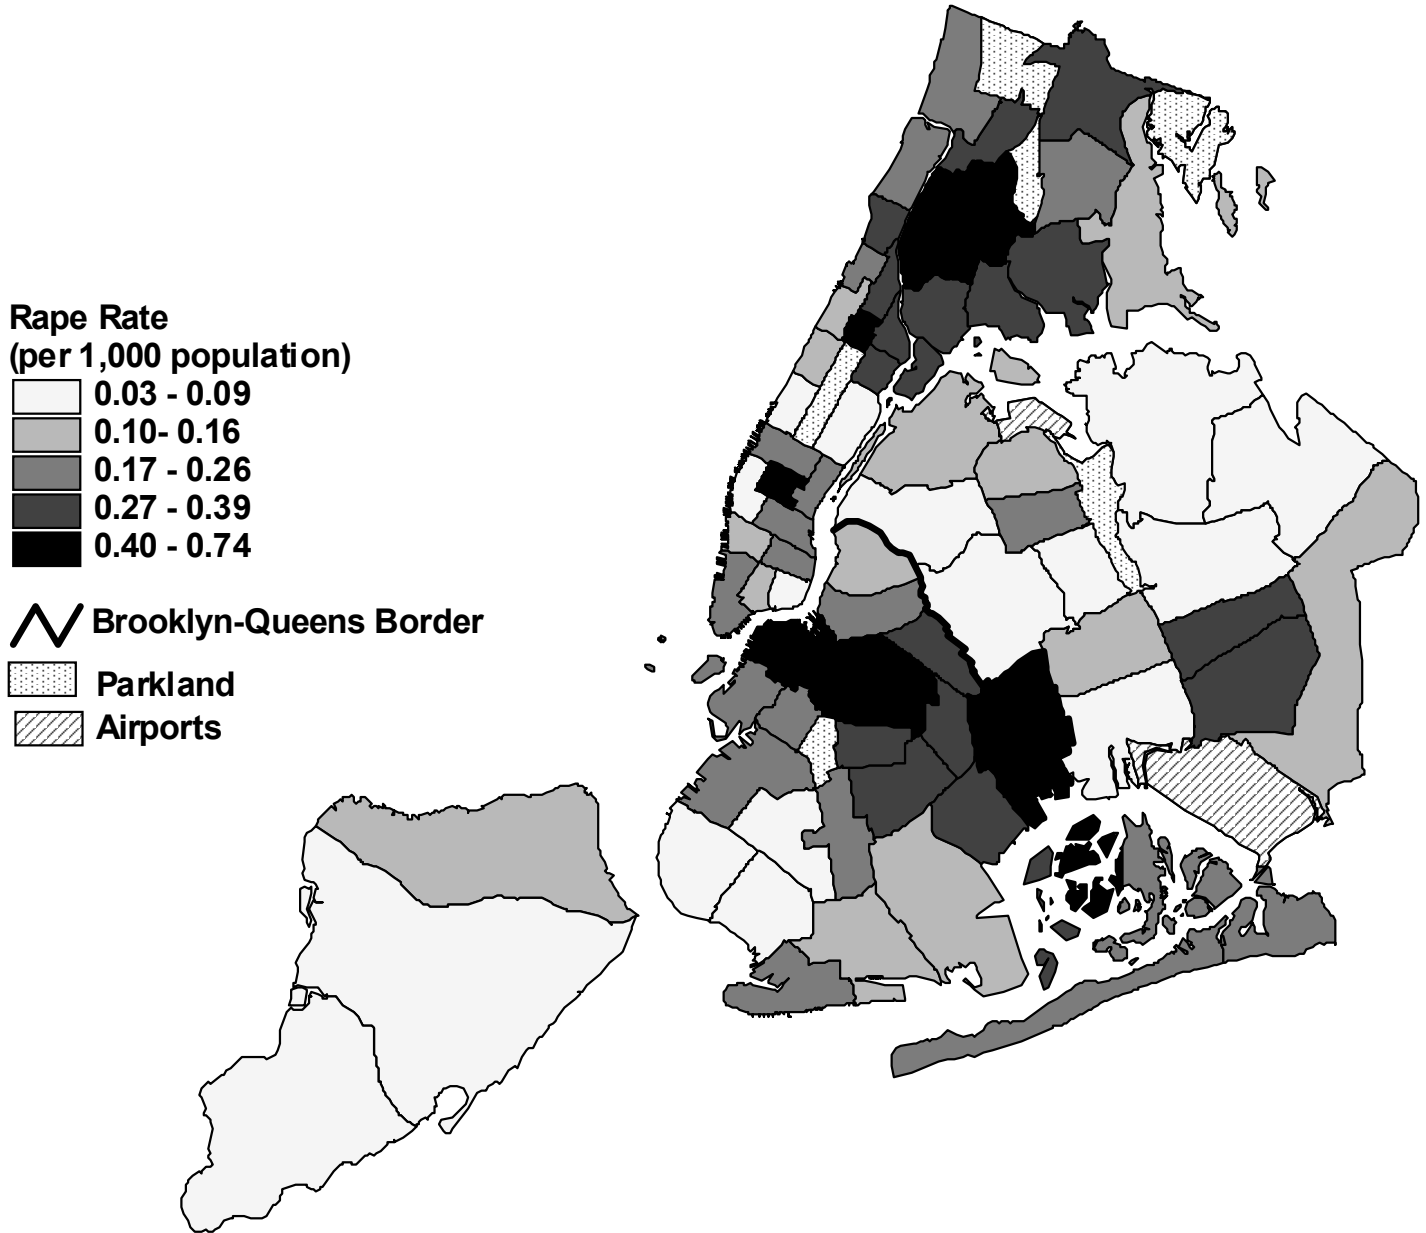 Rape Rate
(per 1,000 population)
0.03 - 0.09
0.10- 0.16
0.17 - 0.26
0.27 - 0.39
0.40 - 0.74
Brooklyn-Queens Border
Parkland
Airports